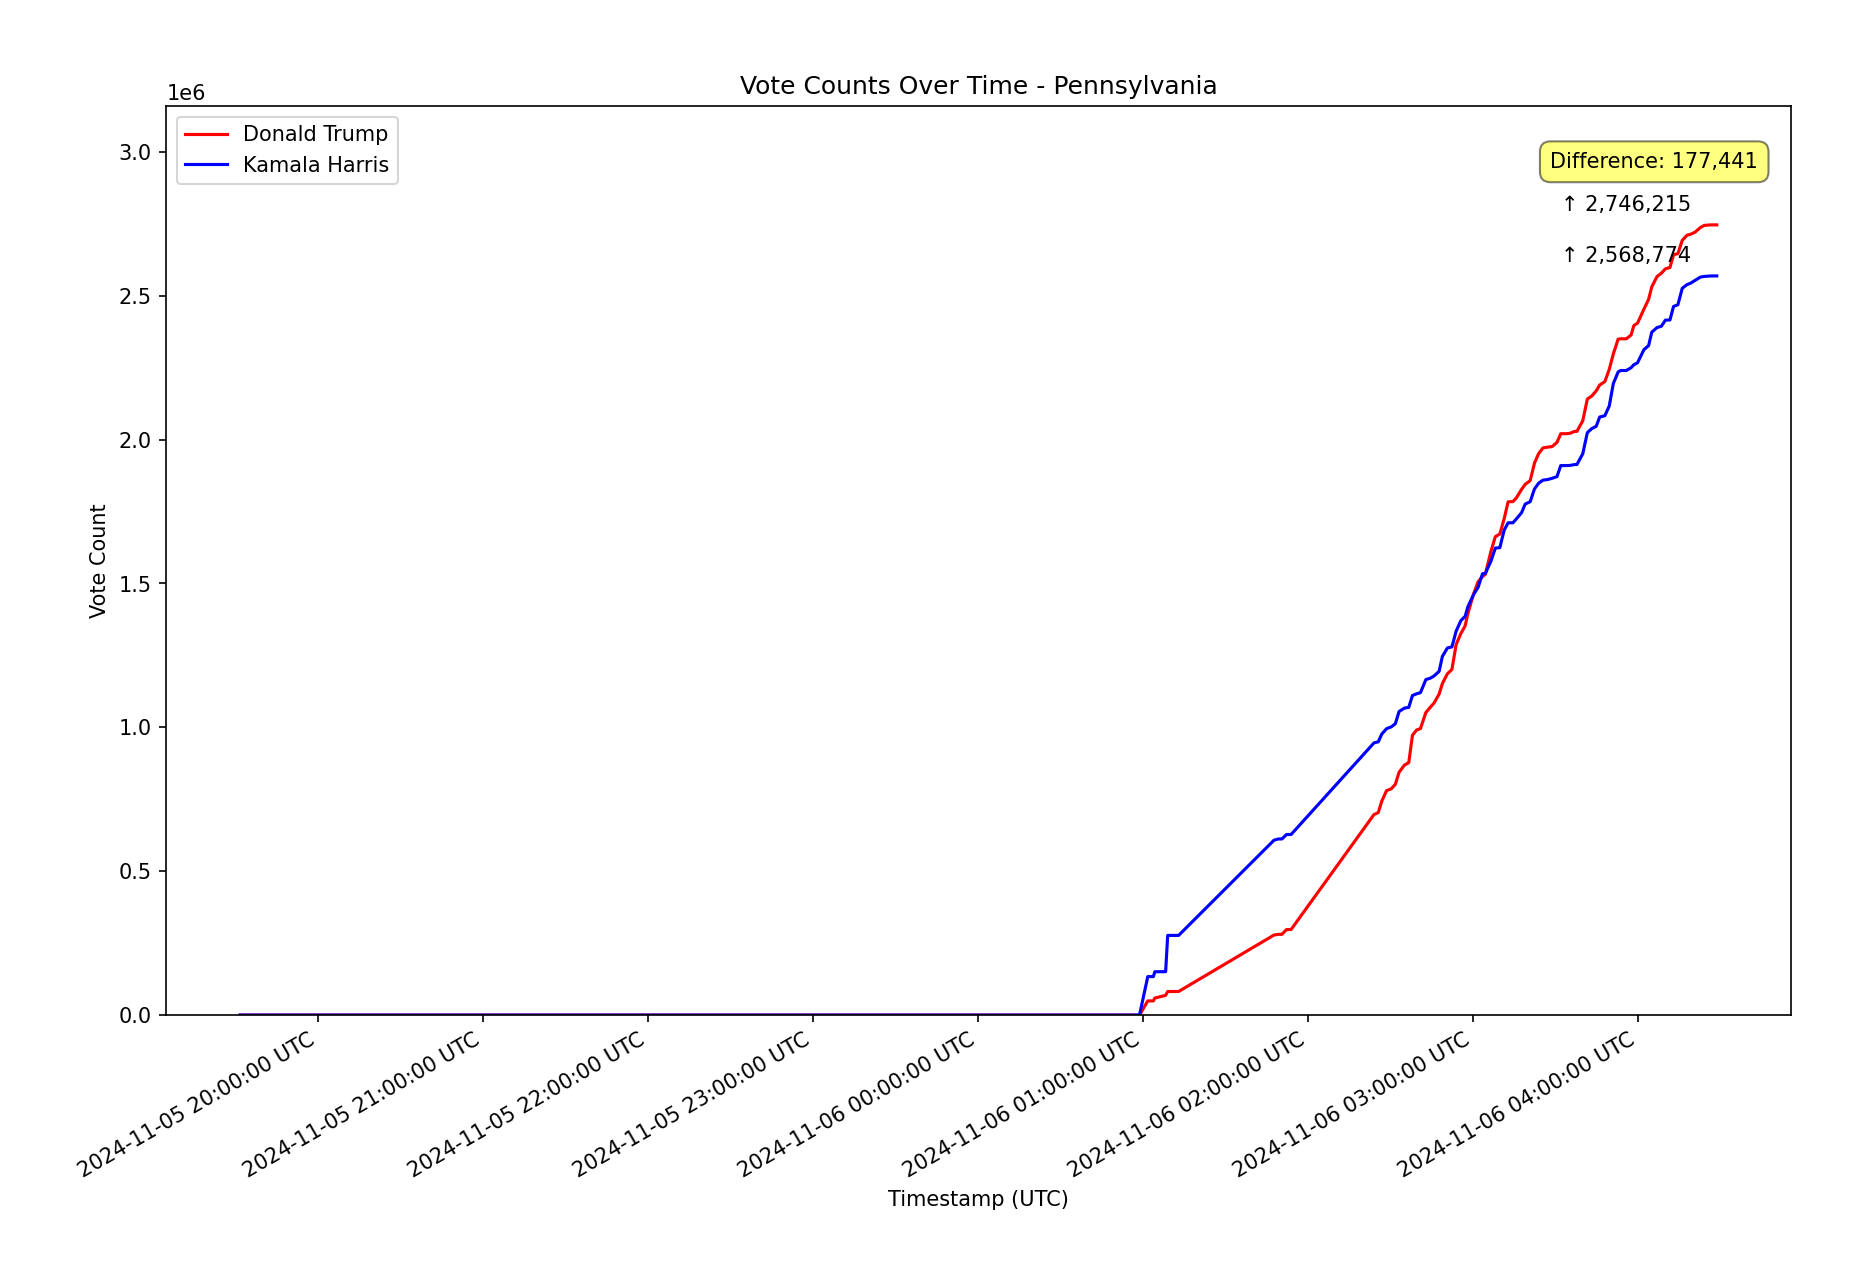 Vote Counts Over Time - Pennsylvania
1e6
Donald Trump
Kamala Harris
Difference: 177,441
↑ 2,746,215
↑ 2,568,774
3.0
2.5
2.0
1.5
1.0
0.5
0.0
Vote Count
2024-11-05 20:00:00 UTC
2024-11-05 21:00:00 UTC
2024-11-05 22:00:00 UTC
2024-11-05 23:00:00 UTC
2024-11-06 00:00:00 UTC
2024-11-06 01:00:00 UTC
2024-11-06 02:00:00 UTC
2024-11-06 03:00:00 UTC
2024-11-06 04:00:00 UTC
Timestamp (UTC)